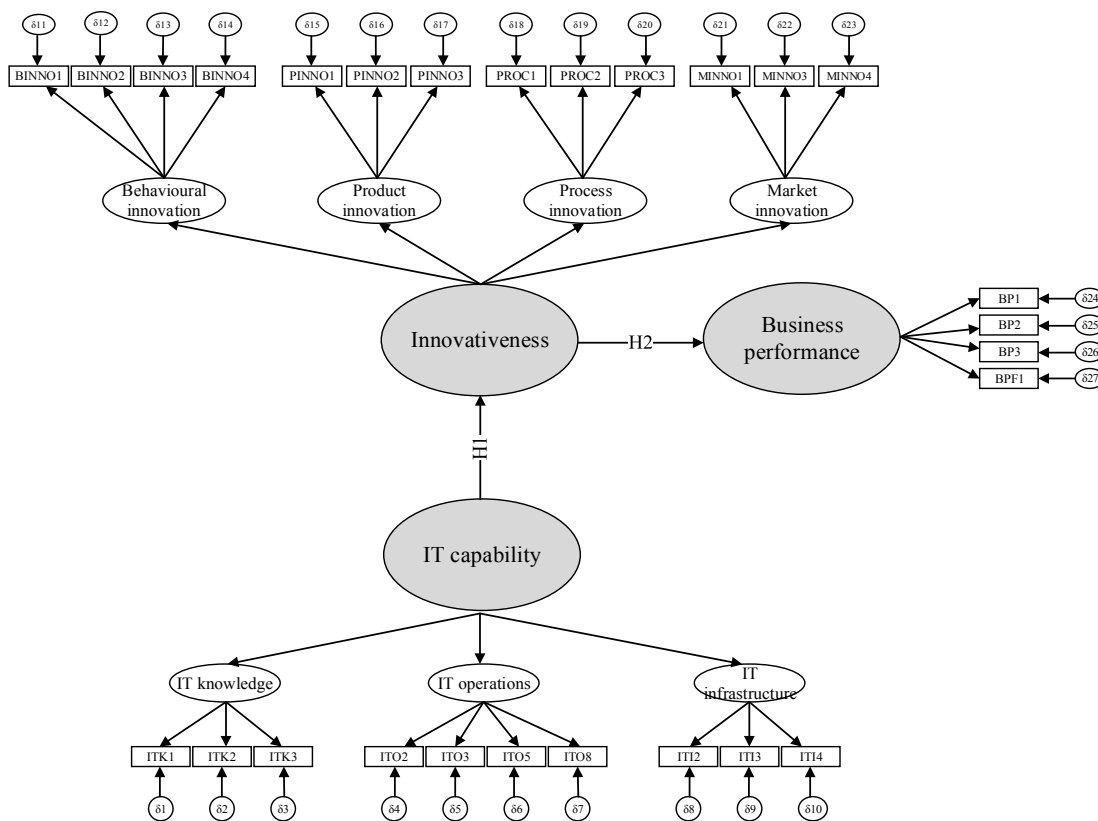 δ11 δ12 δ13 δ14 δ15 δ16 δ17 δ18 δ19 δ20 δ21 δ22 δ23
BINNO1 BINNO2 BINNO3 BINNO4 PINNO1 PINNO2 PINNO3 PROC1 PROC2 PROC3 MINNO1 MINNO3 MINNO4
Behavioural
innovation
Product
innovation
Process
innovation
Market
innovation
Innovativeness
H2
Business
performance
BP1 δ24
BP2 δ25
BP3 δ26
BPF1 δ27
H1
IT capability
IT knowledge
IT operations
IT
infrastructure
ITK1 ITK2 ITK3 ITO2 ITO3 ITO5 ITO8 ITI2 ITI3 ITI4
δ1 δ2 δ3 δ4 δ5 δ6 δ7 δ8 δ9 δ10